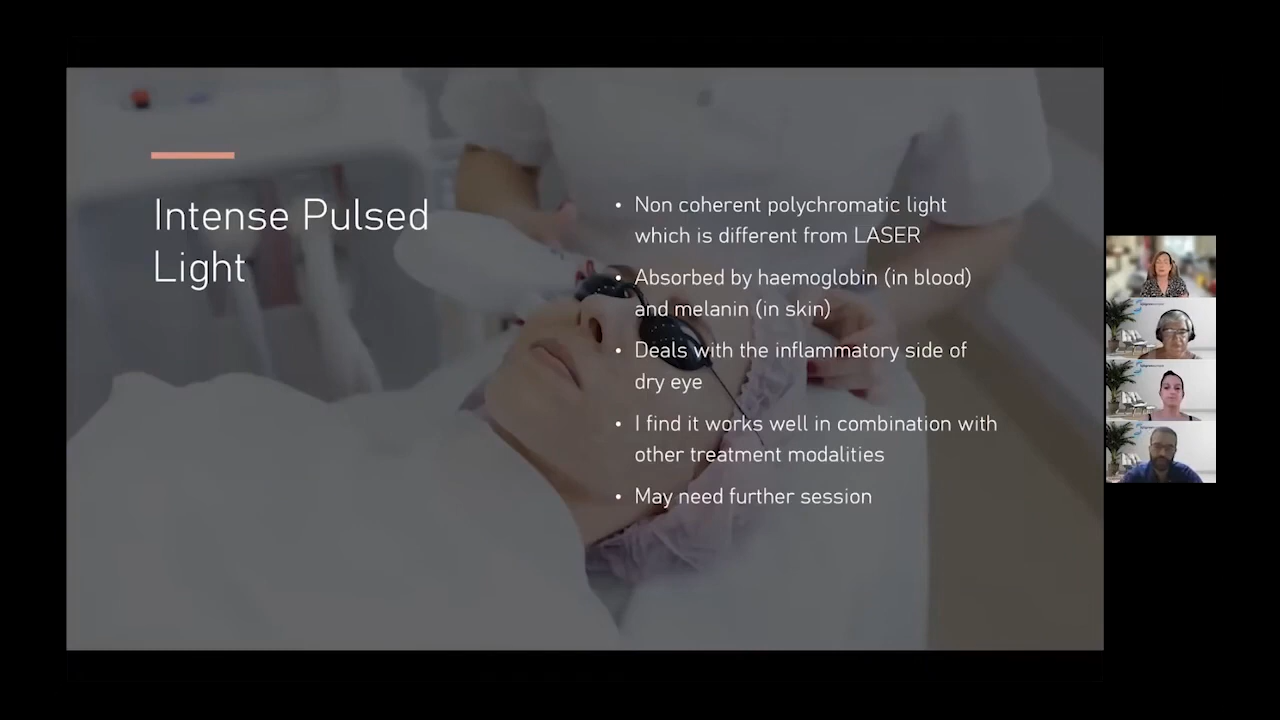 Intense Pulsed
Light
• Non coherent polychromatic light
which is different from LASER
• Absorbed by haemoglobin (in blood)
and melanin (in skin)
• Deals with the inflammatory side of
dry eye
• I find it works well in combination with
other treatment modalities
• May need further session